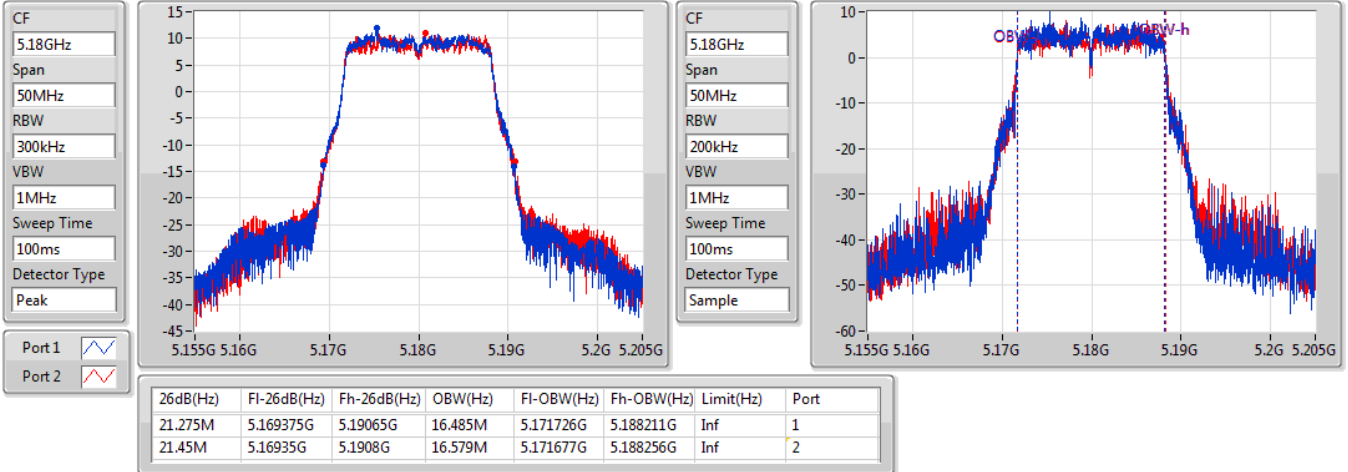 CF
5.18GHz
Span
50MHz
RBW
300kHz
VBW
1MHz
Sweep Time
100ms
Detector Type
Peak
Port 1
Port 2
15
10
5
0
-5
-10
-15
-20
-25
-30
-35
-40
-45
5.155G 5.16G 5.17G 5.18G 5.19G 5.2G 5.205G
CF
5.18GHz
Span
50MHz
RBW
200kHz
VBW
1MHz
Sweep Time
100ms
Detector Type
Sample
10
0
-10
-20
-30
-40
-50
-60
OBW-h
5.155G 5.16G 5.17G 5.18G 5.19G 5.2G 5.205G
26dB(Hz) Fl-26dB(Hz) Fh-26dB(Hz) OBW(Hz) Fl-OBW(Hz) Fh-OBW(Hz) Limit(Hz) Port
21.275M 5.169375G 5.19065G 16.485M 5.171726G 5.188211G Inf 1
21.45M 5.16935G 5.1908G 16.579M 5.171677G 5.188256G Inf 2